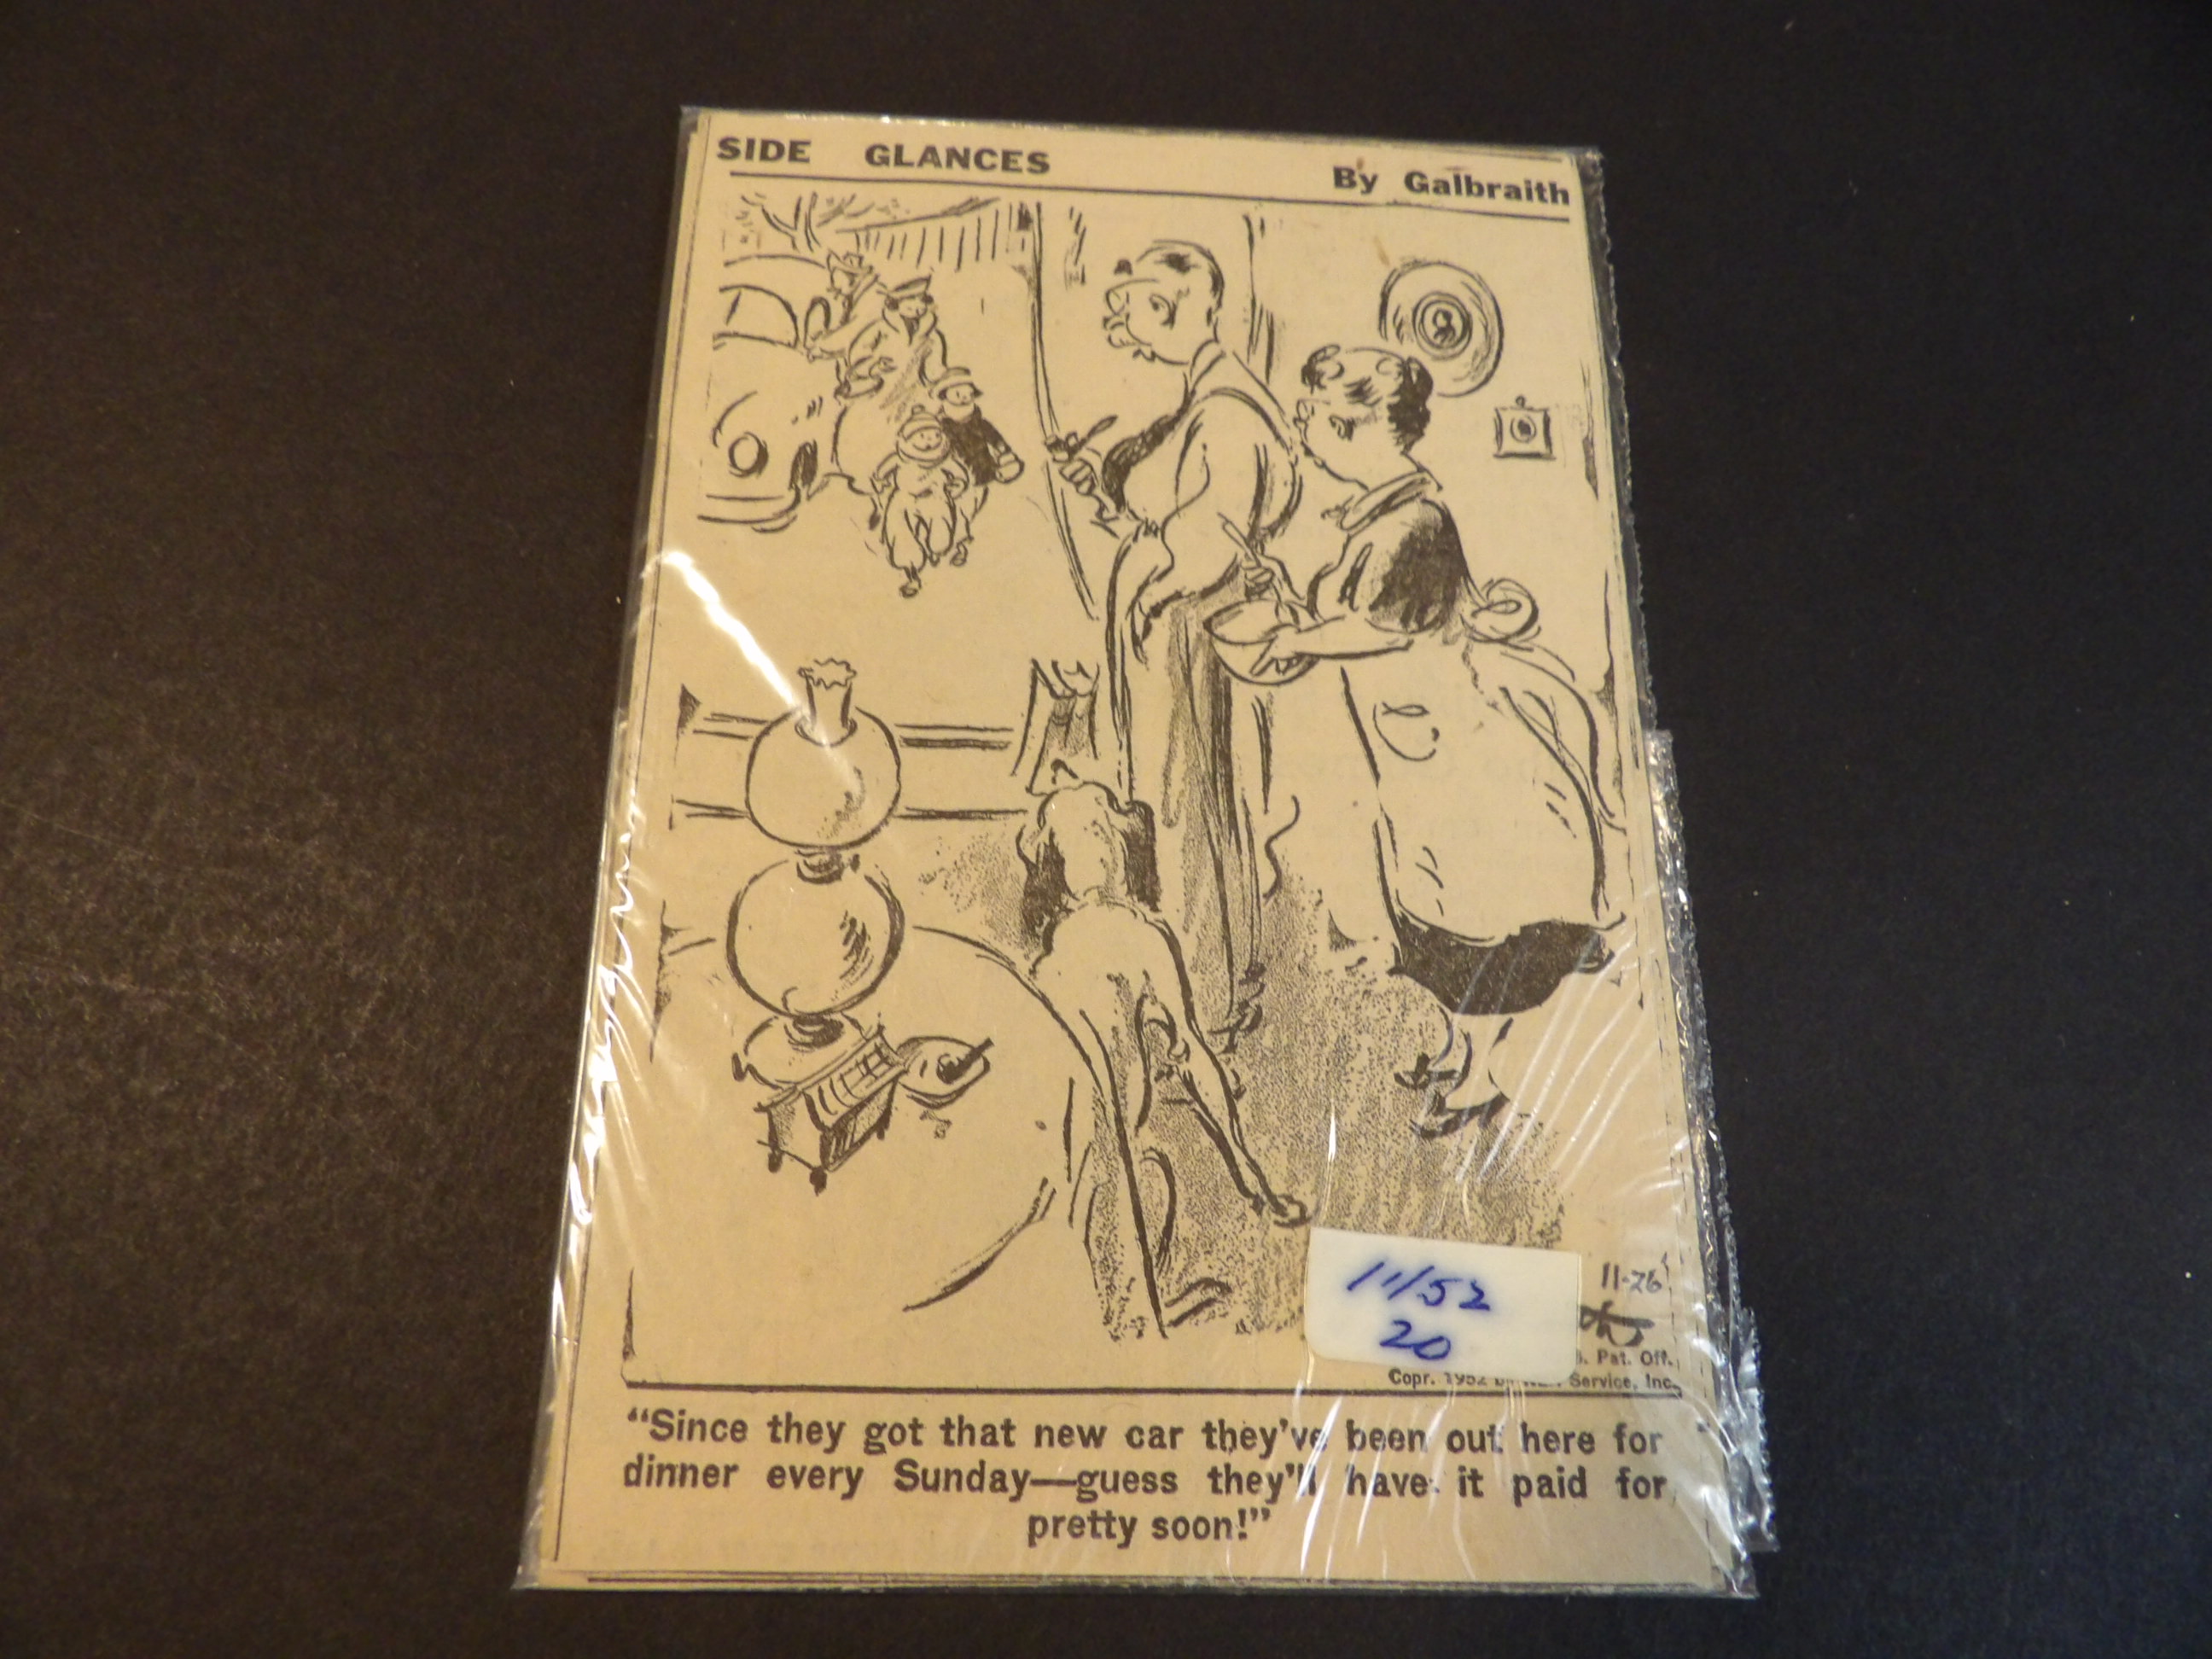 SIDE GLANCES By Galbraith
11/52
20
11-26
Pat. Off.
Copr. 1952 Service, Inc.
“Since they got that new car they’ve been out here for
dinner every Sunday—guess they’ll have it paid for
pretty soon!”